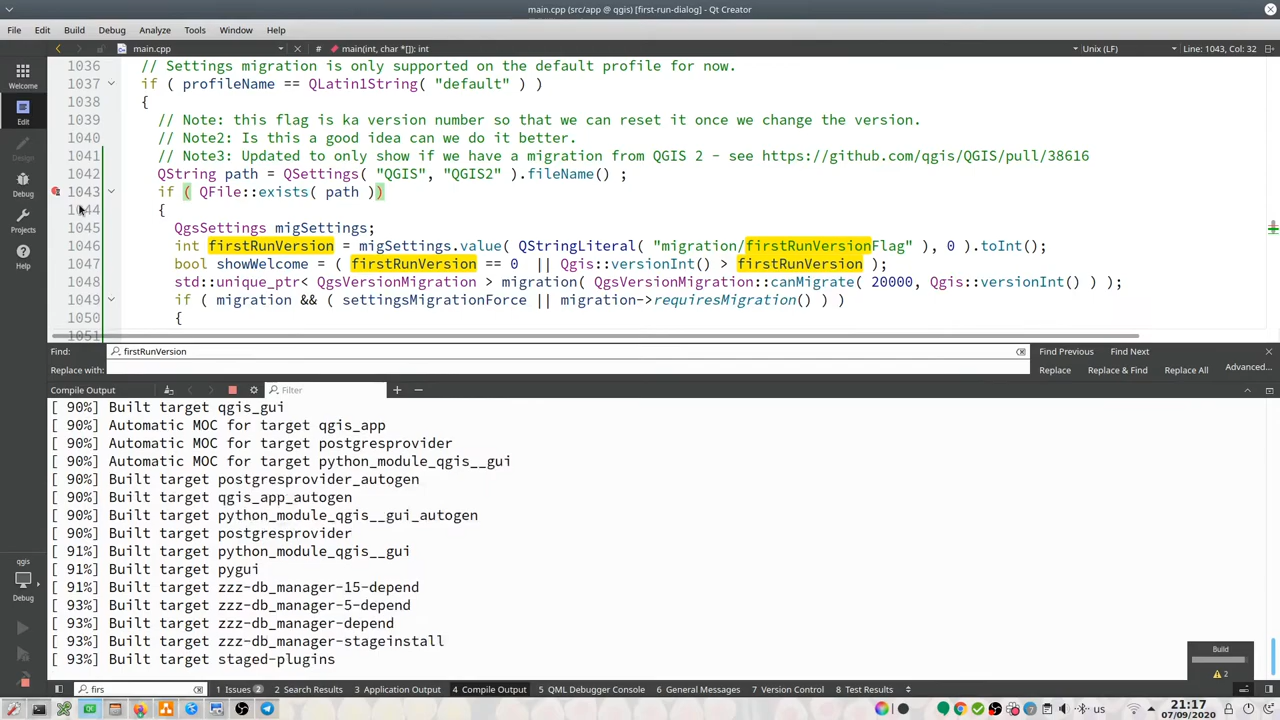 main.cpp (src/app @ qgis) [first-run-dialog] - Qt Creator
File Edit Build Debug Analyze Tools Window Help
main.cpp # main(int, char *[]): int Unix (LF) Line: 1043, Col: 32
Welcome
Edit
Design
Debug
Projects
Help
qgis
Debug
1036 // Settings migration is only supported on the default profile for now.
1037 if ( profileName == QLatin1String( "default" ) )
1038 {
1039 // Note: this flag is ka version number so that we can reset it once we change the version.
1040 // Note2: Is this a good idea can we do it better.
1041 // Note3: Updated to only show if we have a migration from QGIS 2 - see https://github.com/qgis/QGIS/pull/38616
1042 QString path = QSettings( "QGIS", "QGIS2" ).fileName() ;
1043 if ( QFile::exists( path ))
1044 {
1045 QgsSettings migSettings;
1046 int firstRunVersion = migSettings.value( QStringLiteral( "migration/firstRunVersionFlag" ), 0 ).toInt();
1047 bool showWelcome = ( firstRunVersion == 0 || Qgis::versionInt() > firstRunVersion );
1048 std::unique_ptr< QgsVersionMigration > migration( QgsVersionMigration::canMigrate( 20000, Qgis::versionInt() ) );
1049 if ( migration && ( settingsMigrationForce || migration->requiresMigration() ) )
1050 {
1051
Find: firstRunVersion Find Previous Find Next
Replace with: Replace Replace & Find Replace All Advanced...
Compile Output Filter
[ 90%] Built target qgis_gui
[ 90%] Automatic MOC for target qgis_app
[ 90%] Automatic MOC for target postgresprovider
[ 90%] Automatic MOC for target python_module_qgis__gui
[ 90%] Built target postgresprovider_autogen
[ 90%] Built target qgis_app_autogen
[ 90%] Built target python_module_qgis__gui_autogen
[ 90%] Built target postgresprovider
[ 91%] Built target python_module_qgis__gui
[ 91%] Built target pygui
[ 91%] Built target zzz-db_manager-15-depend
[ 93%] Built target zzz-db_manager-5-depend
[ 93%] Built target zzz-db_manager-depend
[ 93%] Built target zzz-db_manager-stageinstall
[ 93%] Built target staged-plugins
Build
2
firs 1 Issues 2 2 Search Results 3 Application Output 4 Compile Output 5 QML Debugger Console 6 General Messages 7 Version Control 8 Test Results
us 21:17
07/09/2020